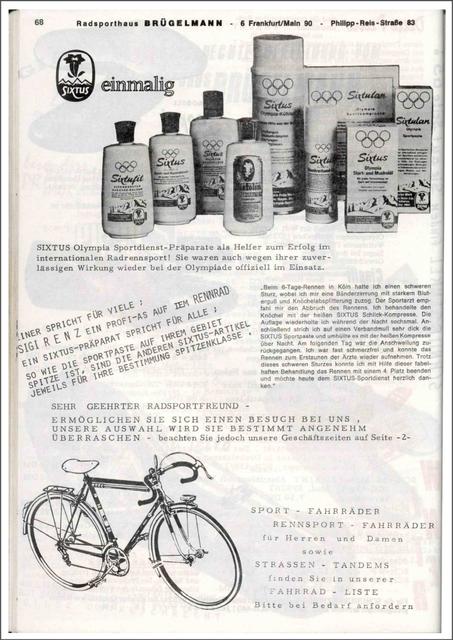 68 Radsporthaus BRÜGELMANN - 6 Frankfurt/Main 90 - Philipp-Reis-Straße 83
SIXTUS
einmalig
Sixtufit
Sixtus
Sixtus
Sixtus
Sixtus
Sixtulan
Sixtulan
Olympia
SIXTUS Olympia Sportdienst-Präparate als Helfer zum Erfolg im
internationalen Radrennsport! Sie waren auch wegen ihrer zuver-
lässigen Wirkung wieder bei der Olympiade offiziell im Einsatz.
EINER SPRICHT FÜR VIELE ;
SIGI RENZ EIN PROFI-AS AUF DEM RENNRAD
EIN SIXTUS-PRÄPARAT SPRICHT FÜR ALLE ;
SO WIE DIE SPORTPASTE AUF IHREM GEBIET
SPITZE IST, SIND DIE ANDEREN SIXTUS-ARTIKEL
JEWEILS FÜR IHRE BESTIMMUNG SPITZENKLASSE .
„Beim 6-Tage-Rennen in Köln hatte ich einen schweren
Sturz, wobei ich mir eine Bänderzerrung mit starkem Blut-
erguß und Knöchelabsplitterung zuzog. Der Sportarzt emp-
fahl mir den Abbruch des Rennens. Ich behandelte den
Knöchel mit der heißen SIXTUS Schlick-Kompresse. Die
Auflage wiederholte ich während der Nacht sechsmal. An-
schließend strich ich auf einen Verbandmull sehr dick die
SIXTUS Sportpaste und umhüllte es mit der heißen Kompresse
über Nacht. Am folgenden Tag war die Anschwellung zu-
rückgegangen. Ich war fast schmerzfrei und konnte das
Rennen zum Erstaunen der Ärzte wieder aufnehmen. Trotz
dieses schweren Sturzes konnte ich mit Hilfe dieser fabel-
haften Behandlung das Rennen mit einem 4. Platz beenden
und möchte heute dem SIXTUS-Sportdienst herzlich dan-
ken."
SEHR GEEHRTER RADSPORTFREUND -
ERMÖGLICHEN SIE SICH EINEN BESUCH BEI UNS ,
UNSERE AUSWAHL WIRD SIE BESTIMMT ANGENEHM
ÜBERRASCHEN - beachten Sie jedoch unsere Geschäftszeiten auf Seite -2-
SPORT - FAHRRÄDER
RENNSPORT - FAHRRÄDER
für Herren und Damen
sowie
STRASSEN - TANDEMS
finden Sie in unserer
FAHRRAD - LISTE
Bitte bei Bedarf anfordern